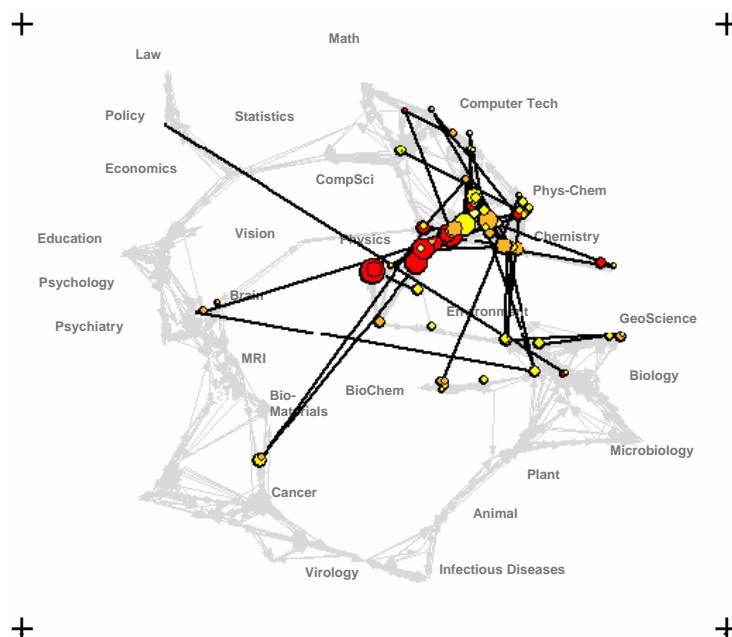 Math
Law
Computer Tech
Policy
Statistics
Economics
CompSci
Phys-Chem
Vision
Physics
Chemistry
Education
Psychology
Brain
Environment
GeoScience
Psychiatry
MRI
Biology
BioChem
Bio-
Materials
Microbiology
Plant
Cancer
Animal
Virology
Infectious Diseases